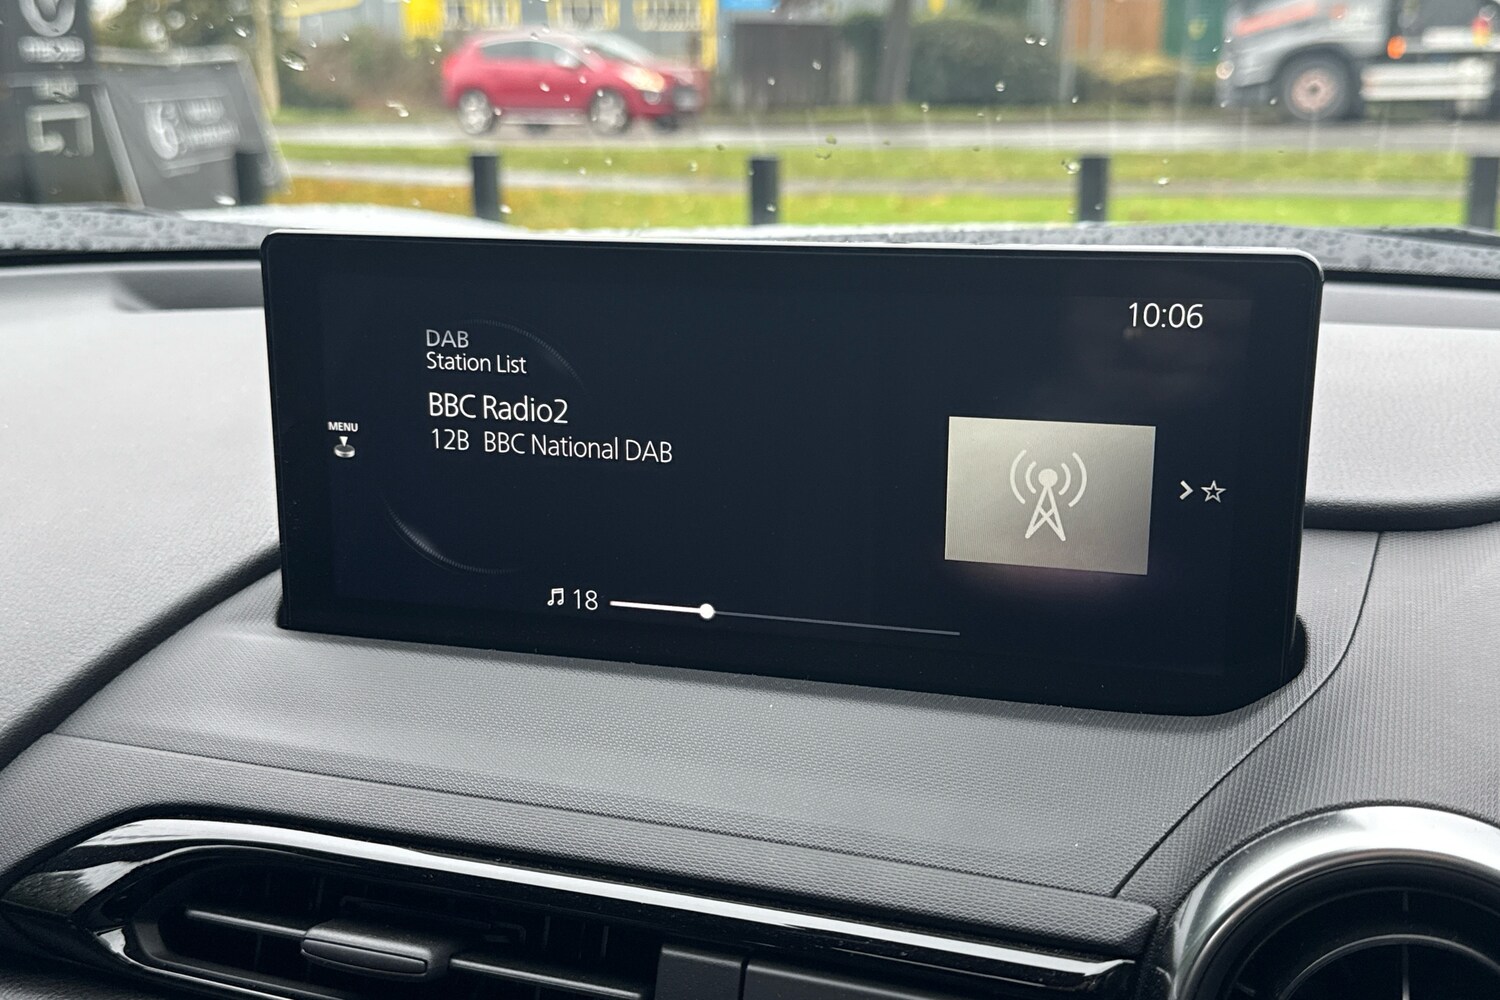 10:06
DAB
Station List
BBC Radio2
12B BBC National DAB
MENU
18